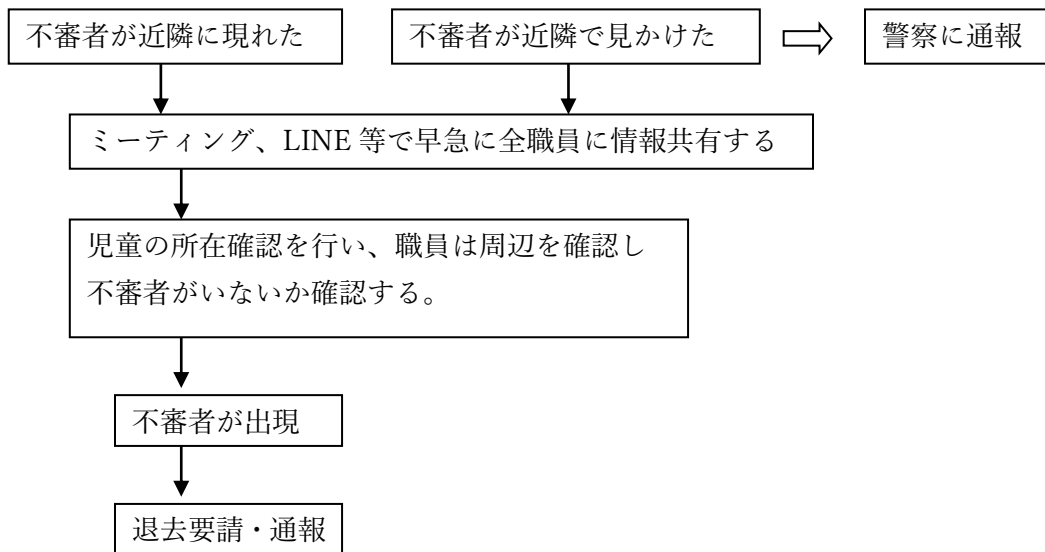 不審者が近隣に現れた
不審者が近隣で見かけた
警察に通報
ミーティング、LINE 等で早急に全職員に情報共有する
児童の所在確認を行い、職員は周辺を確認し
不審者がいないか確認する。
不審者が出現
退去要請・通報